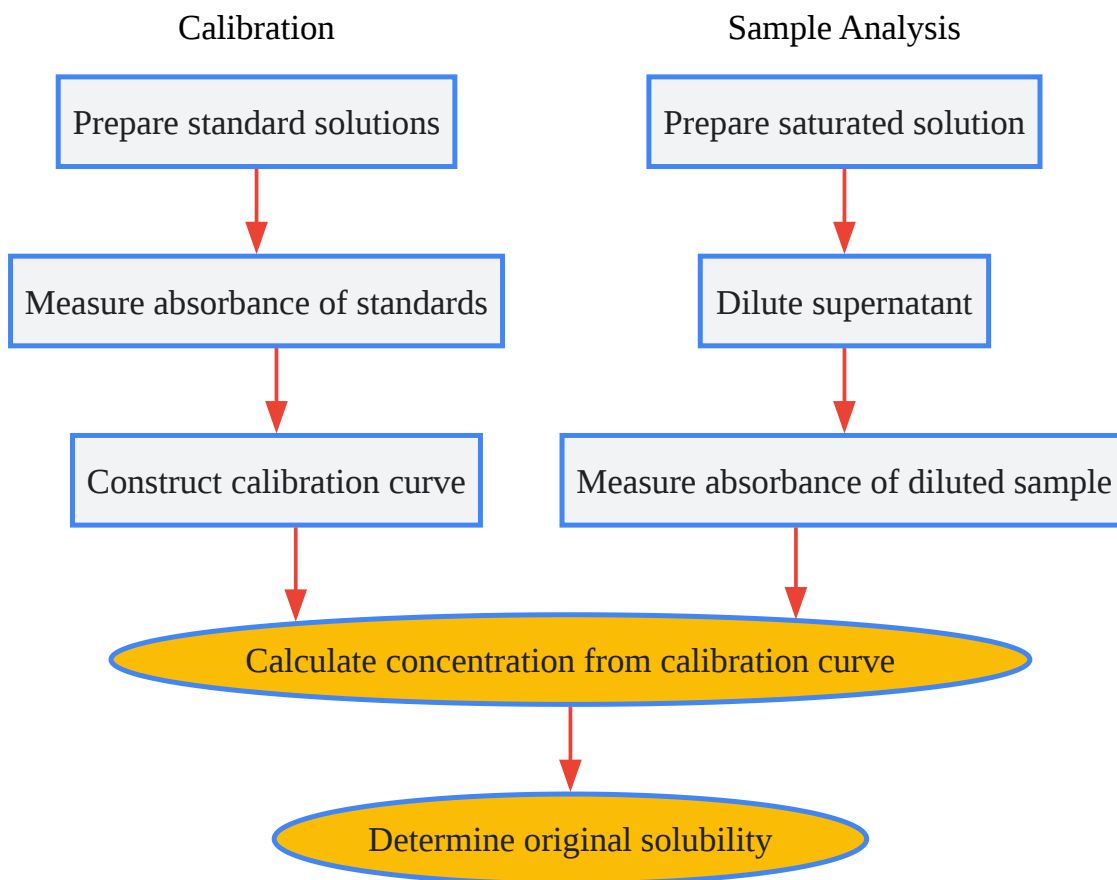 Calibration
Sample Analysis
Prepare standard solutions
Prepare saturated solution
Measure absorbance of standards
Dilute supernatant
Construct calibration curve
Measure absorbance of diluted sample
Calculate concentration from calibration curve
Determine original solubility